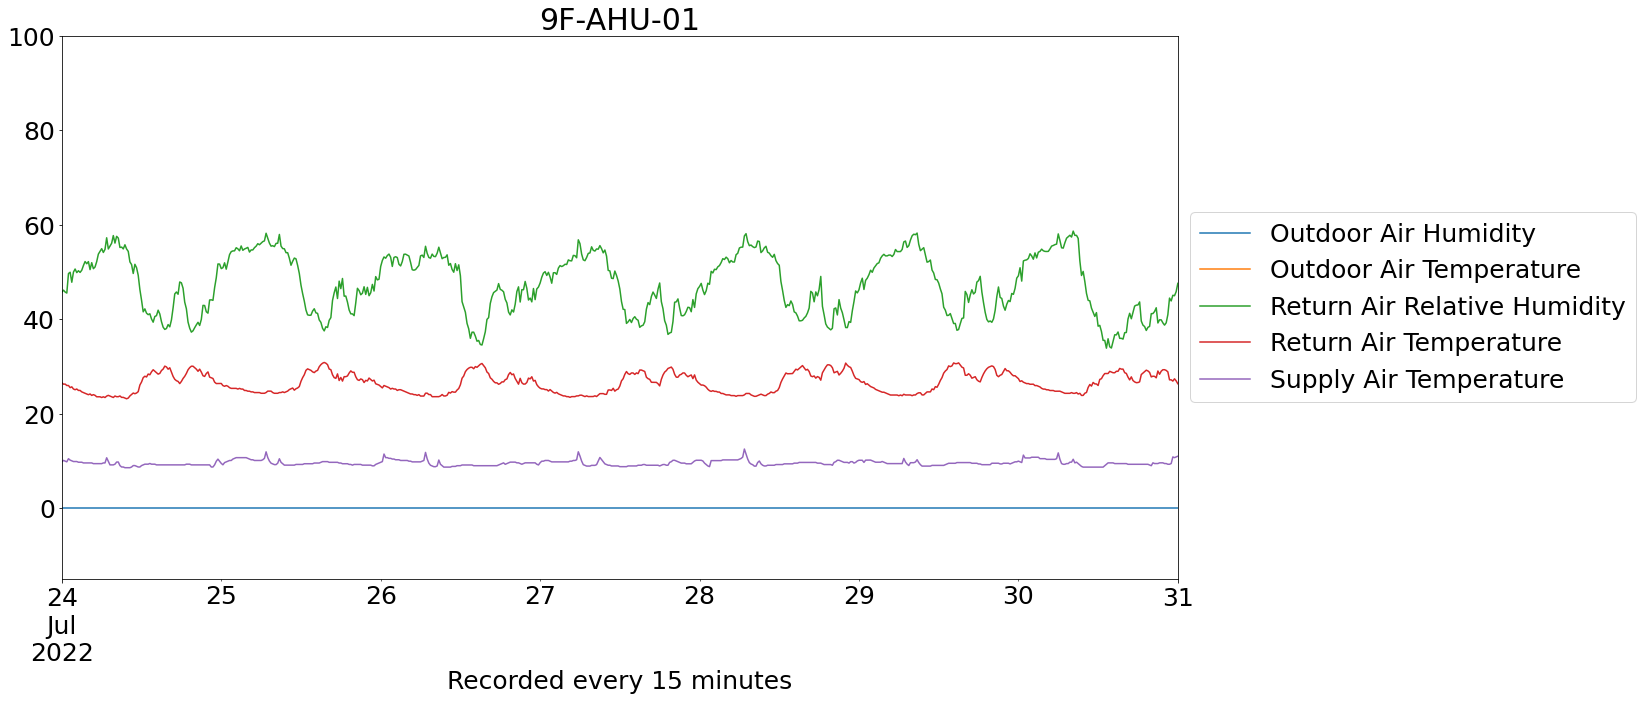 9F-AHU-01
100
80
60
40
20
0
24 25 26 27 28 29 30 31
Jul
2022
Recorded every 15 minutes
Outdoor Air Humidity
Outdoor Air Temperature
Return Air Relative Humidity
Return Air Temperature
Supply Air Temperature